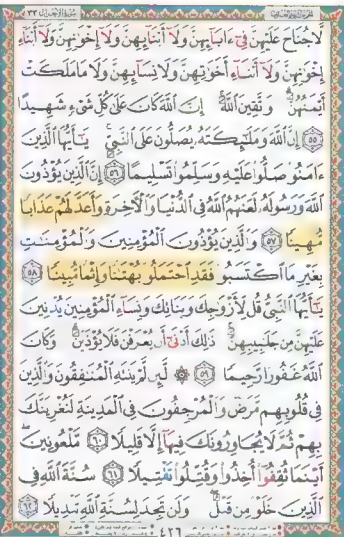 الجزء الثاني والعشرون سورة الأحزاب ٣٣
لَّا جُنَاحَ عَلَيْهِنَّ فِىٓ ءَابَآئِهِنَّ وَلَآ أَبْنَآئِهِنَّ وَلَآ إِخْوَٰنِهِنَّ وَلَآ أَبْنَآءِ
إِخْوَٰنِهِنَّ وَلَآ أَبْنَآءِ أَخَوَٰتِهِنَّ وَلَا نِسَآئِهِنَّ وَلَا مَا مَلَكَتْ
أَيْمَٰنُهُنَّ ۗ وَٱتَّقِينَ ٱللَّهَ ۚ إِنَّ ٱللَّهَ كَانَ عَلَىٰ كُلِّ شَىْءٍ شَهِيدًا
۝٥٥ إِنَّ ٱللَّهَ وَمَلَٰٓئِكَتَهُۥ يُصَلُّونَ عَلَى ٱلنَّبِىِّ ۚ يَٰٓأَيُّهَا ٱلَّذِينَ
ءَامَنُوا۟ صَلُّوا۟ عَلَيْهِ وَسَلِّمُوا۟ تَسْلِيمًا ۝٥٦ إِنَّ ٱلَّذِينَ يُؤْذُونَ
ٱللَّهَ وَرَسُولَهُۥ لَعَنَهُمُ ٱللَّهُ فِى ٱلدُّنْيَا وَٱلْءَاخِرَةِ وَأَعَدَّ لَهُمْ عَذَابًا
مُّهِينًا ۝٥٧ وَٱلَّذِينَ يُؤْذُونَ ٱلْمُؤْمِنِينَ وَٱلْمُؤْمِنَٰتِ
بِغَيْرِ مَا ٱكْتَسَبُوا۟ فَقَدِ ٱحْتَمَلُوا۟ بُهْتَٰنًا وَإِثْمًا مُّبِينًا ۝٥٨
يَٰٓأَيُّهَا ٱلنَّبِىُّ قُل لِّأَزْوَٰجِكَ وَبَنَاتِكَ وَنِسَآءِ ٱلْمُؤْمِنِينَ يُدْنِينَ
عَلَيْهِنَّ مِن جَلَٰبِيبِهِنَّ ۚ ذَٰلِكَ أَدْنَىٰٓ أَن يُعْرَفْنَ فَلَا يُؤْذَيْنَ ۗ وَكَانَ
ٱللَّهُ غَفُورًا رَّحِيمًا ۝٥٩ ۞ لَّئِن لَّمْ يَنتَهِ ٱلْمُنَٰفِقُونَ وَٱلَّذِينَ
فِى قُلُوبِهِم مَّرَضٌ وَٱلْمُرْجِفُونَ فِى ٱلْمَدِينَةِ لَنُغْرِيَنَّكَ
بِهِمْ ثُمَّ لَا يُجَاوِرُونَكَ فِيهَآ إِلَّا قَلِيلًا ۝٦٠ مَّلْعُونِينَ ۖ
أَيْنَمَا ثُقِفُوٓا۟ أُخِذُوا۟ وَقُتِّلُوا۟ تَقْتِيلًا ۝٦١ سُنَّةَ ٱللَّهِ فِى
ٱلَّذِينَ خَلَوْا۟ مِن قَبْلُ ۖ وَلَن تَجِدَ لِسُنَّةِ ٱللَّهِ تَبْدِيلًا ۝٦٢
٤٢٦